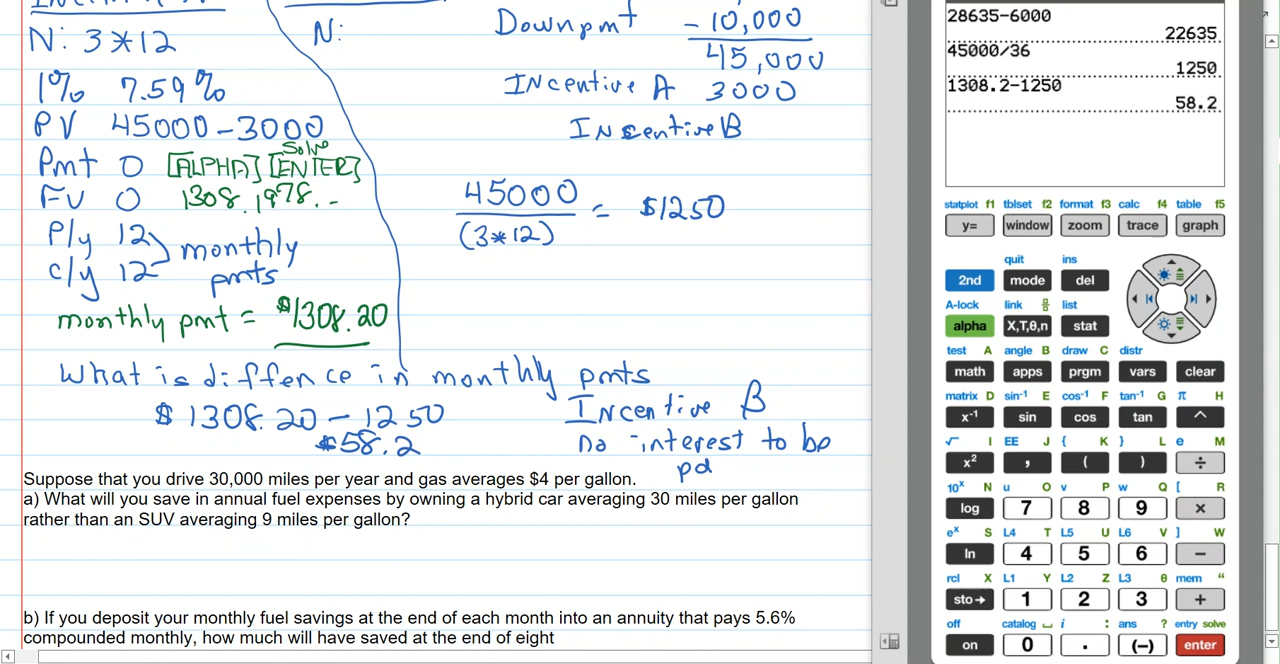 N: 3*12
N:
1% 7.59%
PV 45000-3000
Pmt 0 [ALPHA] [ENTER]
Solve
FV 0 1308.1978...
P/y 12
C/y 12
monthly
pmts
monthly pmt = $1308.20
Downpmt - 10,000
45,000
Incentive A 3000
Incentive B
45000
(3*12)
= $1250
What is diffence in monthly pmts
$1308.20 - 1250
$58.2
Incentive B
no interest to be
pd
Suppose that you drive 30,000 miles per year and gas averages $4 per gallon.
a) What will you save in annual fuel expenses by owning a hybrid car averaging 30 miles per gallon
rather than an SUV averaging 9 miles per gallon?
b) If you deposit your monthly fuel savings at the end of each month into an annuity that pays 5.6%
compounded monthly, how much will have saved at the end of eight
28635-6000
22635
45000/36
1250
1308.2-1250
58.2
statplot f1 tblset f2 format f3 calc f4 table f5
y= window zoom trace graph
quit ins
2nd mode del
A-lock link list
alpha X,T,θ,n stat
test A angle B draw C distr
math apps prgm vars clear
matrix D sin⁻¹ E cos⁻¹ F tan⁻¹ G π H
x⁻¹ sin cos tan ^
√ I EE J { K } L e M
x² , ( ) ÷
10ˣ N u O v P w Q [ R
log 7 8 9 ×
eˣ S L4 T L5 U L6 V ] W
ln 4 5 6 −
rcl X L1 Y L2 Z L3 θ mem "
sto→ 1 2 3 +
off catalog ␣ i : ans ? entry solve
on 0 . (−) enter